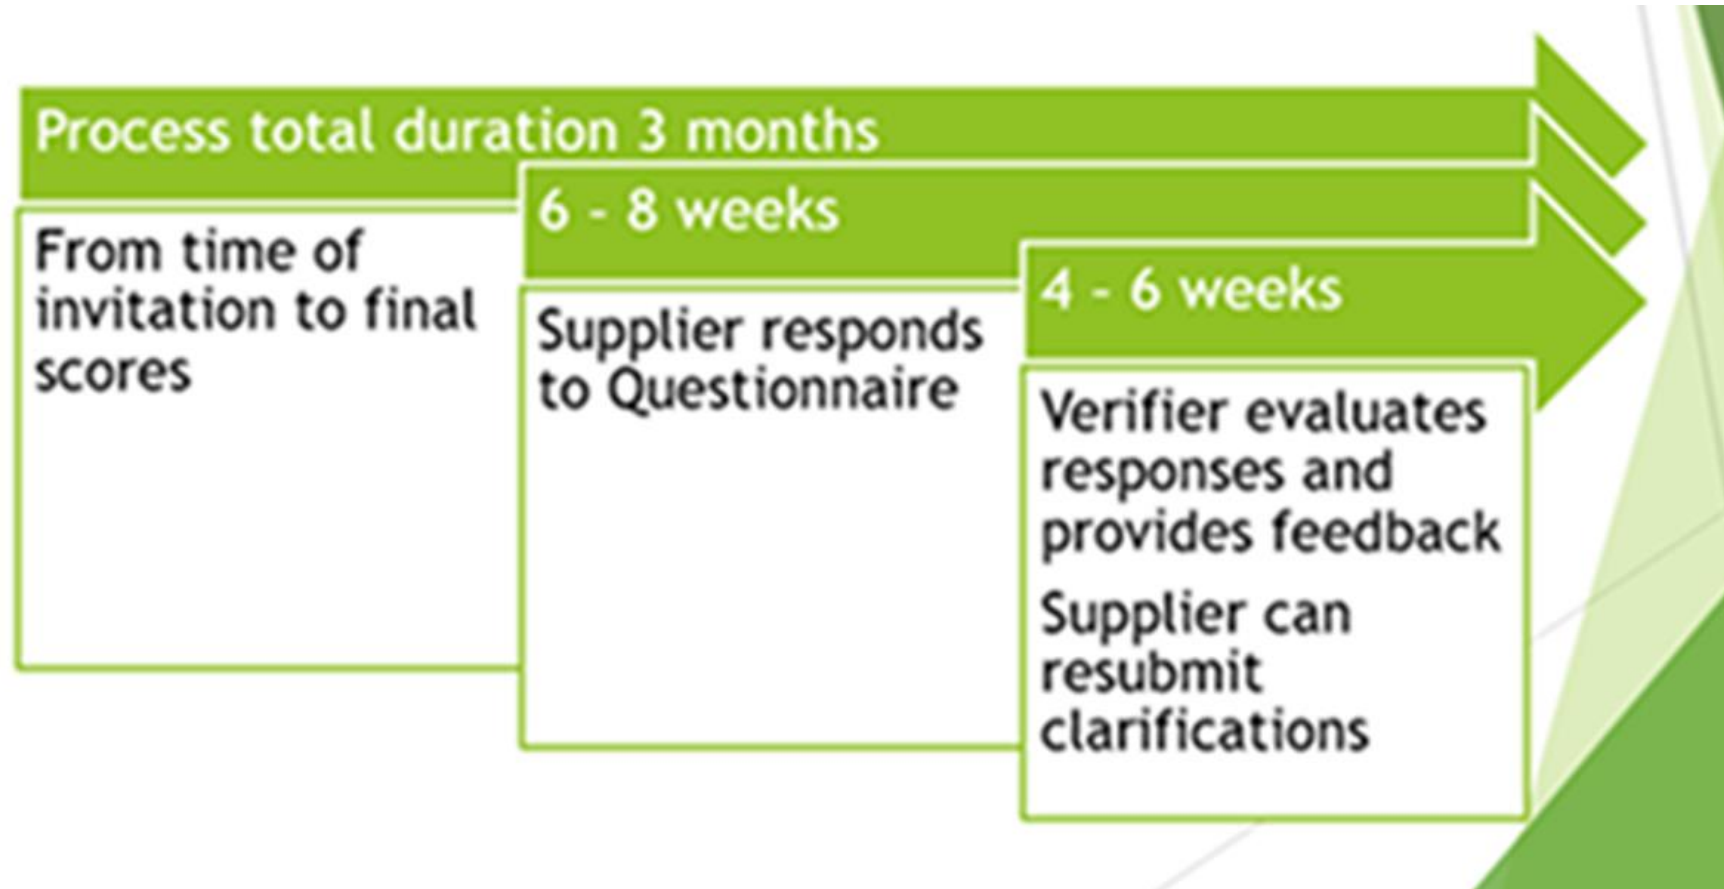 Process total duration 3 months
From time of
invitation to final
scores
6 - 8 weeks
Supplier responds
to Questionnaire
4 - 6 weeks
Verifier evaluates
responses and
provides feedback
Supplier can
resubmit
clarifications